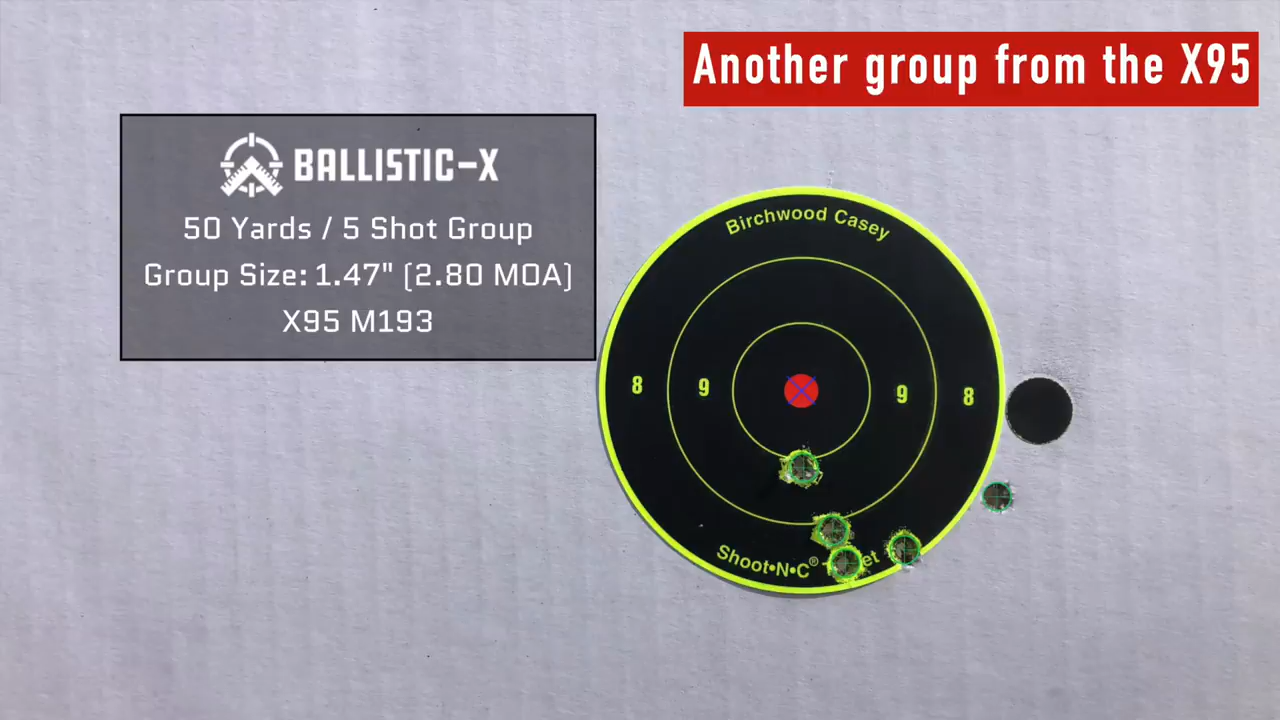 Another group from the X95
BALLISTIC-X
50 Yards / 5 Shot Group
Group Size: 1.47" (2.80 MOA)
X95 M193
Birchwood Casey
8 9 9 8
Shoot•N•C®